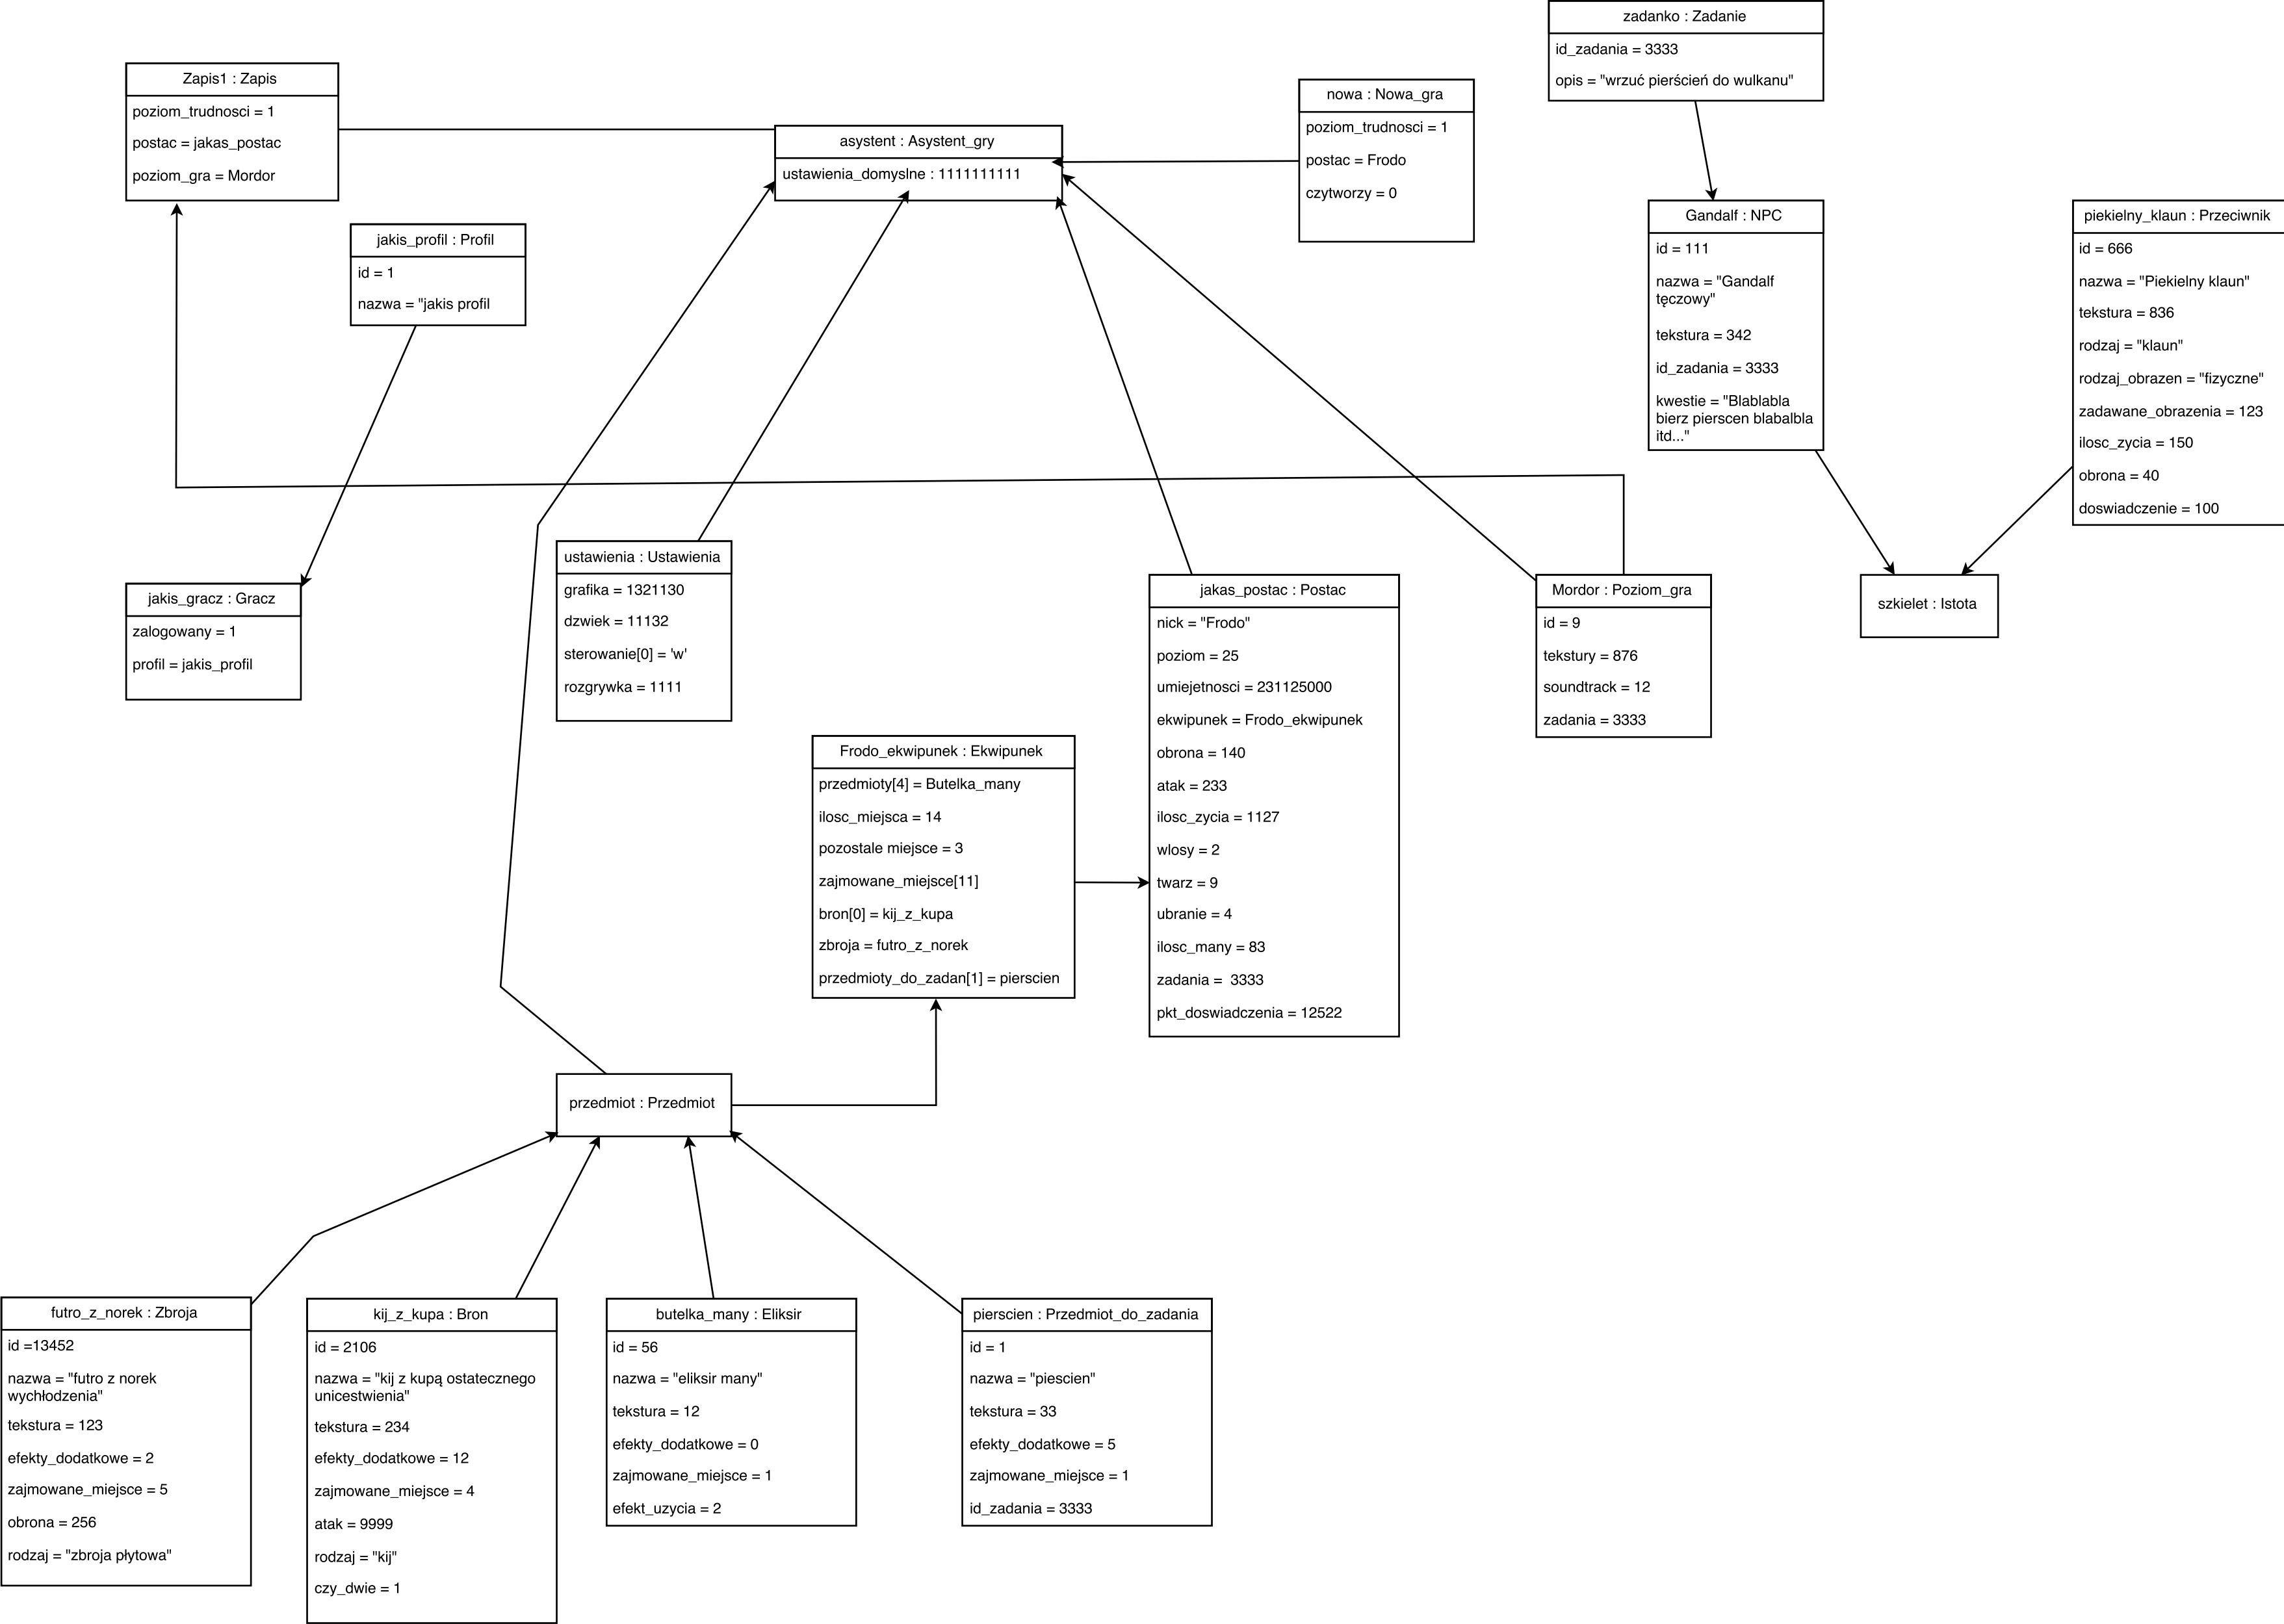 zadanko : Zadanie
id_zadania = 3333
opis = "wrzuć pierścień do wulkanu"
Zapis1 : Zapis
poziom_trudnosci = 1
postac = jakas_postac
poziom_gra = Mordor
nowa : Nowa_gra
poziom_trudnosci = 1
postac = Frodo
czytworzy = 0
asystent : Asystent_gry
ustawienia_domyslne : 1111111111
jakis_profil : Profil
id = 1
nazwa = "jakis profil
Gandalf : NPC
id = 111
nazwa = "Gandalf
tęczowy"
tekstura = 342
id_zadania = 3333
kwestie = "Blablabla
bierz pierscen blabalbla
itd..."
piekielny_klaun : Przeciwnik
id = 666
nazwa = "Piekielny klaun"
tekstura = 836
rodzaj = "klaun"
rodzaj_obrazen = "fizyczne"
zadawane_obrazenia = 123
ilosc_zycia = 150
obrona = 40
doswiadczenie = 100
jakis_gracz : Gracz
zalogowany = 1
profil = jakis_profil
ustawienia : Ustawienia
grafika = 1321130
dzwiek = 11132
sterowanie[0] = 'w'
rozgrywka = 1111
jakas_postac : Postac
nick = "Frodo"
poziom = 25
umiejetnosci = 231125000
ekwipunek = Frodo_ekwipunek
obrona = 140
atak = 233
ilosc_zycia = 1127
wlosy = 2
twarz = 9
ubranie = 4
ilosc_many = 83
zadania =  3333
pkt_doswiadczenia = 12522
Mordor : Poziom_gra
id = 9
tekstury = 876
soundtrack = 12
zadania = 3333
szkielet : Istota
Frodo_ekwipunek : Ekwipunek
przedmioty[4] = Butelka_many
ilosc_miejsca = 14
pozostale miejsce = 3
zajmowane_miejsce[11]
bron[0] = kij_z_kupa
zbroja = futro_z_norek
przedmioty_do_zadan[1] = pierscien
przedmiot : Przedmiot
futro_z_norek : Zbroja
id =13452
nazwa = "futro z norek
wychłodzenia"
tekstura = 123
efekty_dodatkowe = 2
zajmowane_miejsce = 5
obrona = 256
rodzaj = "zbroja płytowa"
kij_z_kupa : Bron
id = 2106
nazwa = "kij z kupą ostatecznego
unicestwienia"
tekstura = 234
efekty_dodatkowe = 12
zajmowane_miejsce = 4
atak = 9999
rodzaj = "kij"
czy_dwie = 1
butelka_many : Eliksir
id = 56
nazwa = "eliksir many"
tekstura = 12
efekty_dodatkowe = 0
zajmowane_miejsce = 1
efekt_uzycia = 2
pierscien : Przedmiot_do_zadania
id = 1
nazwa = "piescien"
tekstura = 33
efekty_dodatkowe = 5
zajmowane_miejsce = 1
id_zadania = 3333